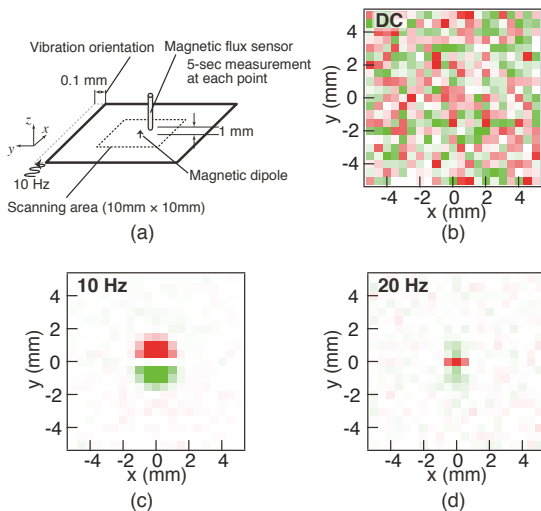 Vibration orientation
Magnetic flux sensor
5-sec measurement
at each point
0.1 mm
z
x
y
1 mm
10 Hz
Magnetic dipole
Scanning area (10mm × 10mm)
(a)
DC
4
2
0
-2
-4
y (mm)
-4 -2 0 2 4
x (mm)
(b)
10 Hz
4
2
0
-2
-4
y (mm)
-4 -2 0 2 4
x (mm)
(c)
20 Hz
4
2
0
-2
-4
y (mm)
-4 -2 0 2 4
x (mm)
(d)